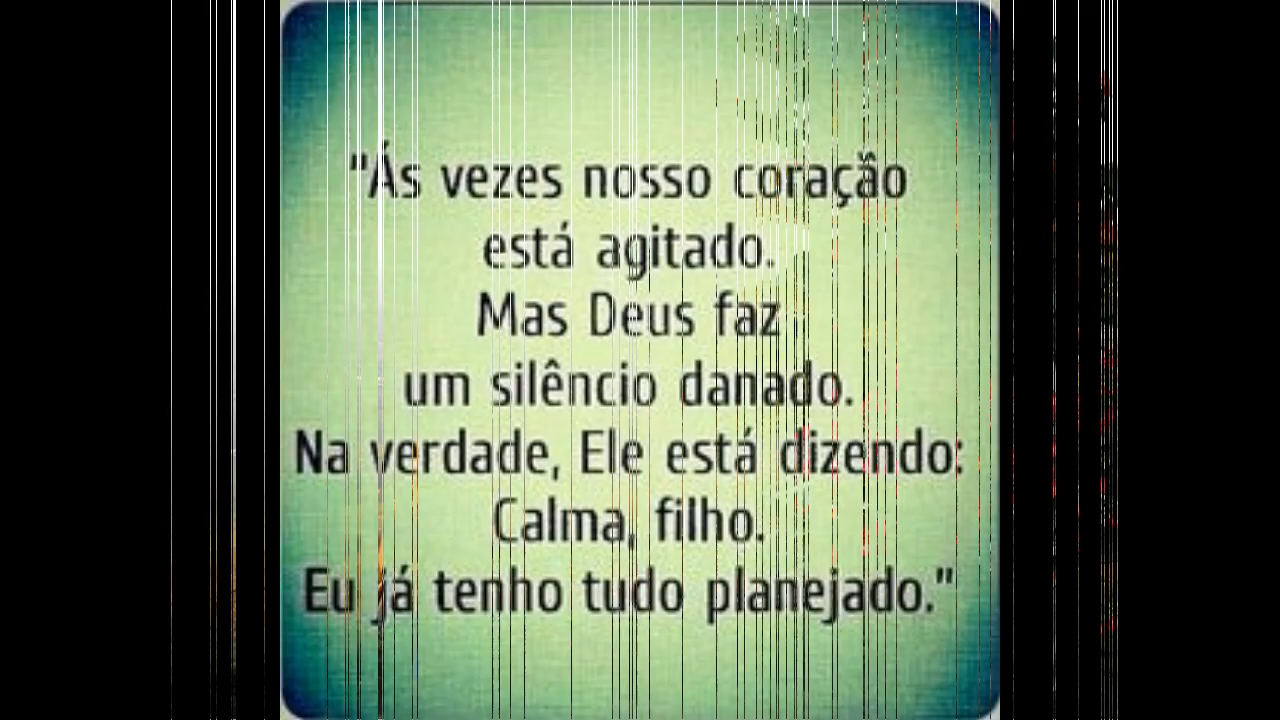 "Ás vezes nosso coração
está agitado.
Mas Deus faz
um silêncio danado.
Na verdade, Ele está dizendo:
Calma, filho.
Eu já tenho tudo planejado."